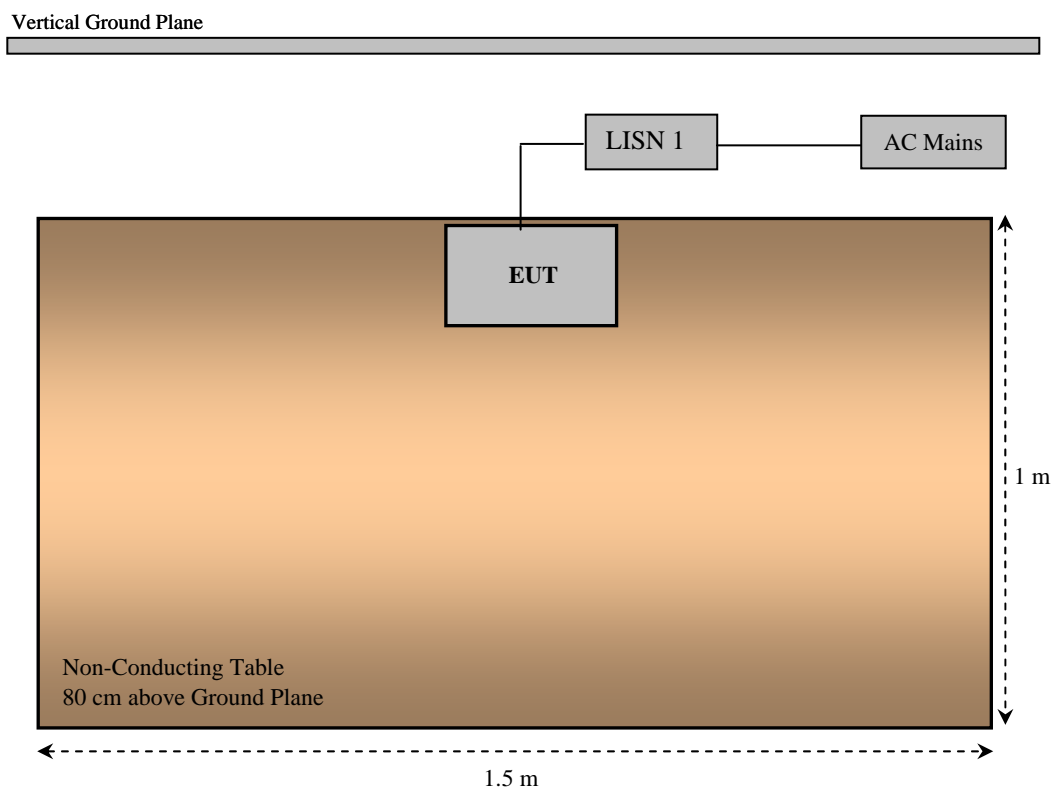 Vertical Ground Plane
LISN 1
AC Mains
EUT
1 m
Non-Conducting Table
80 cm above Ground Plane
1.5 m